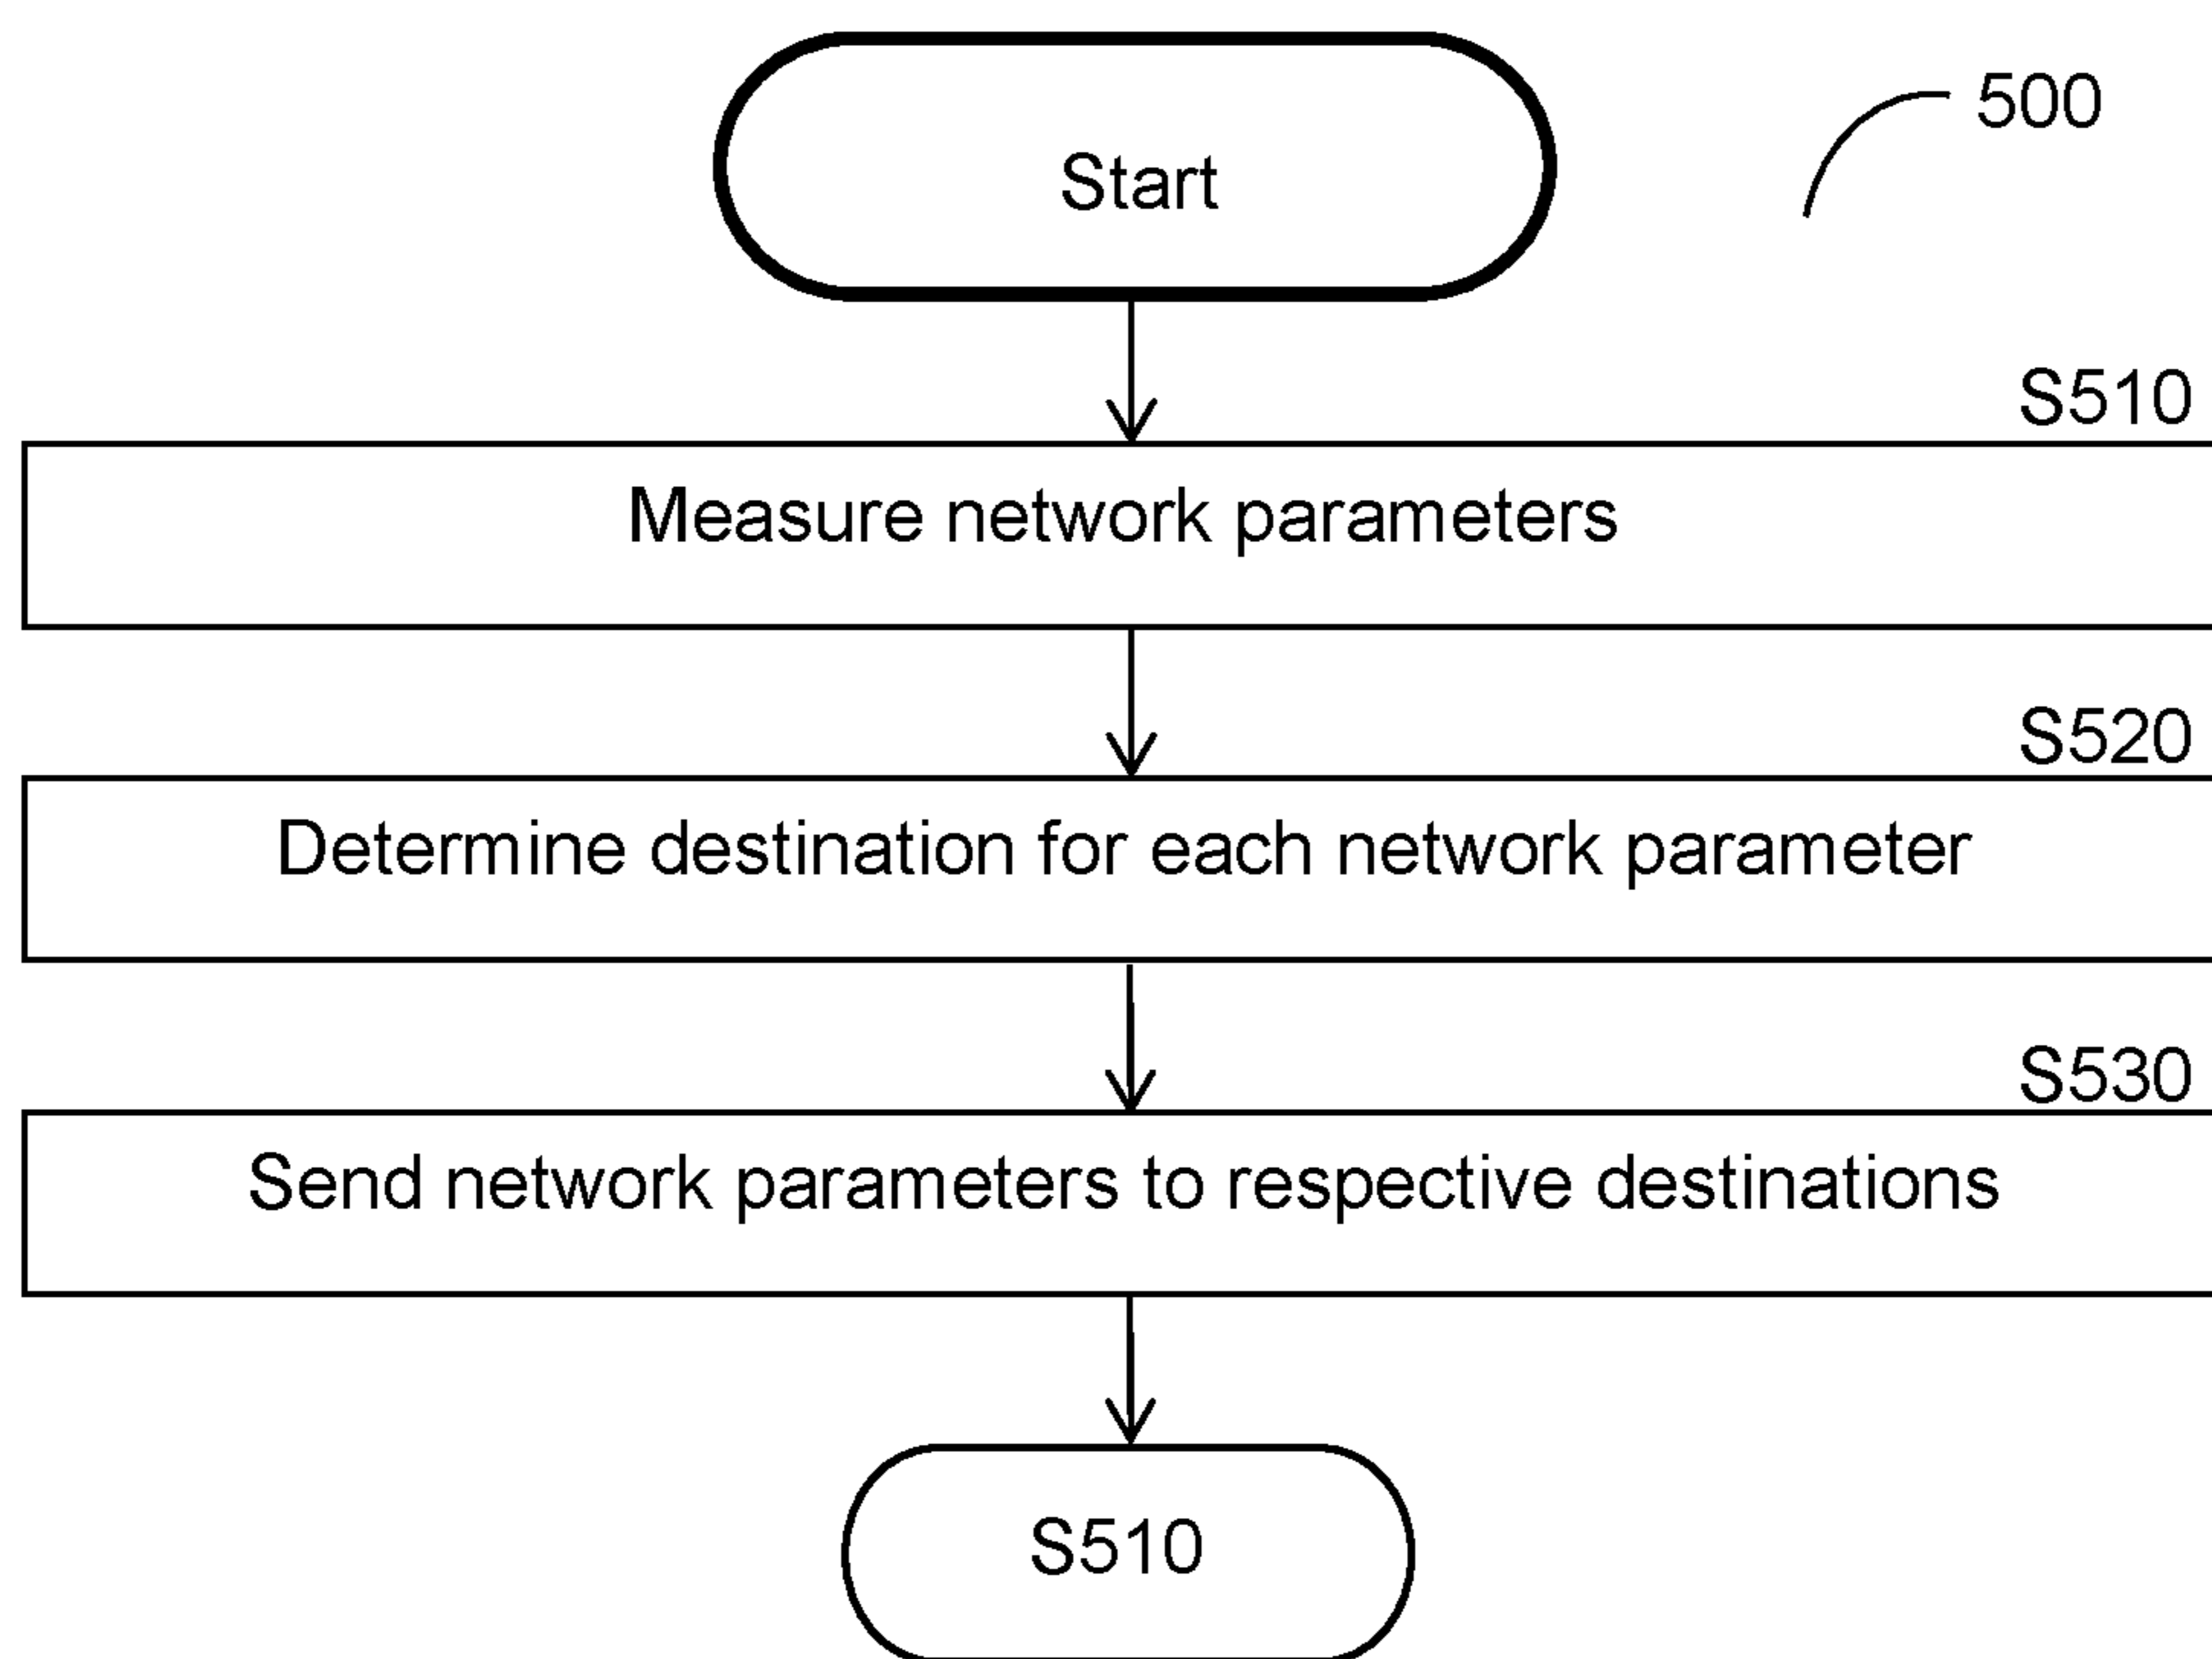 Start
500
S510
Measure network parameters
S520
Determine destination for each network parameter
S530
Send network parameters to respective destinations
S510